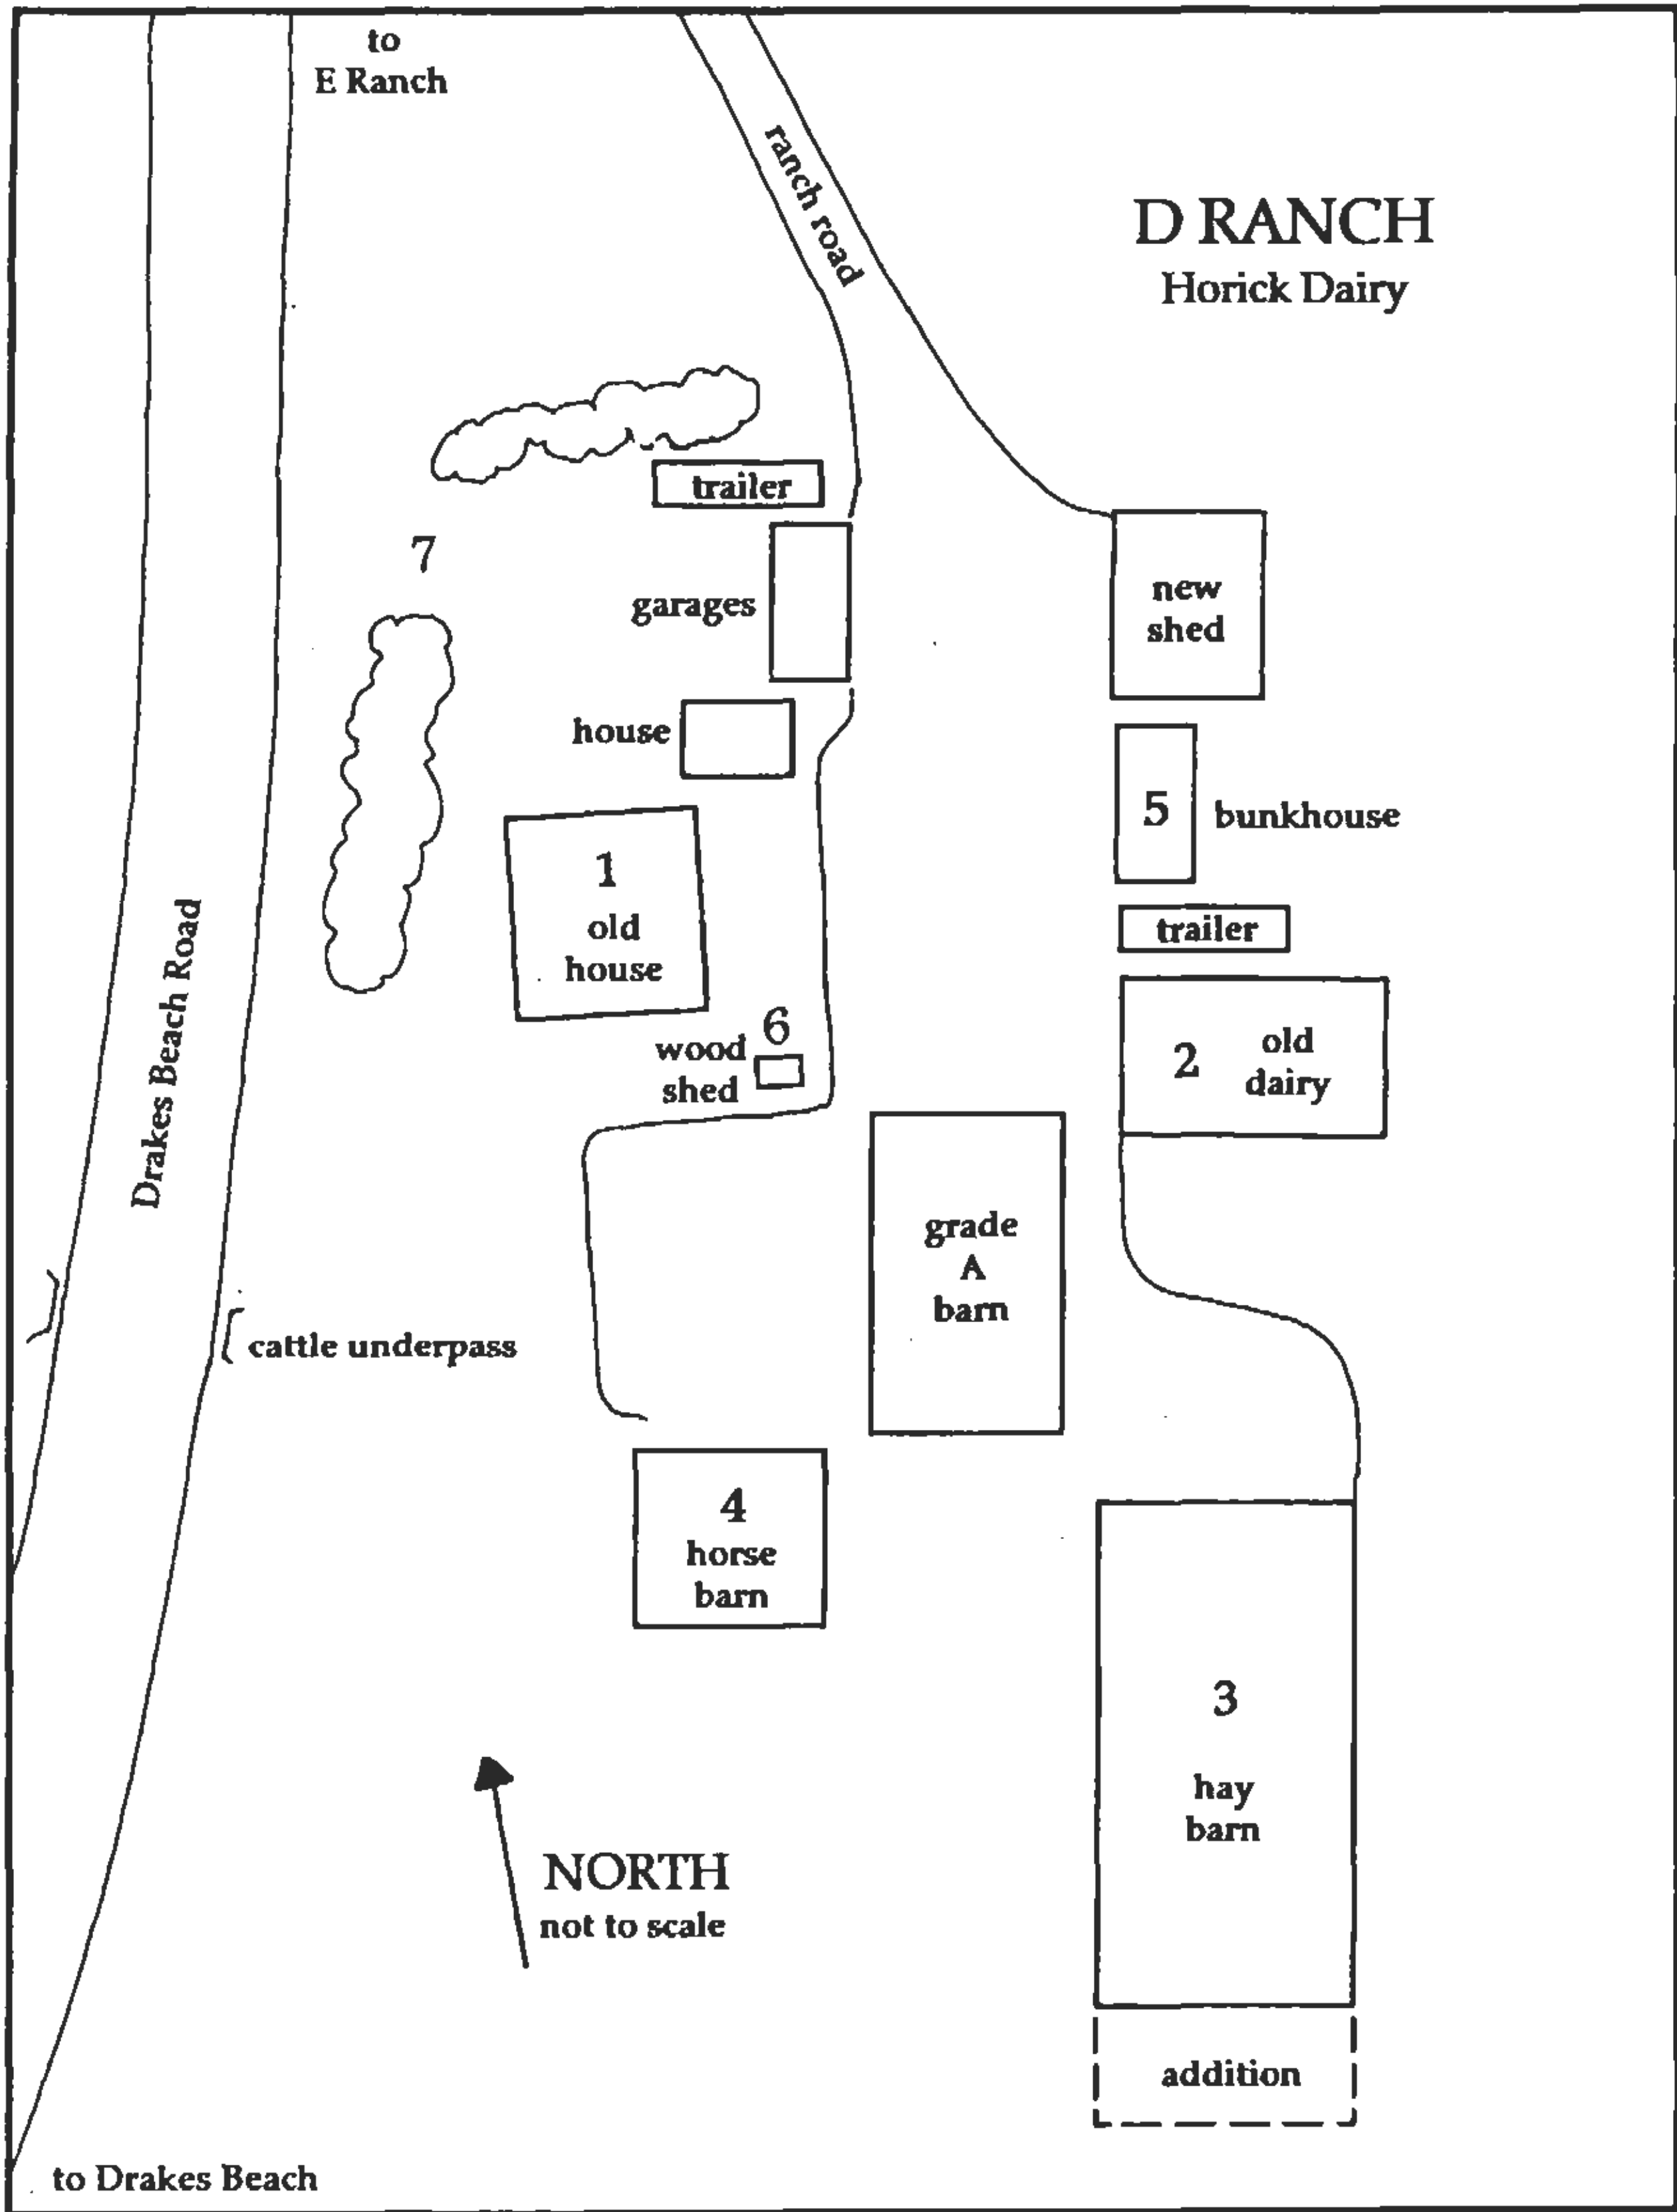 to
E Ranch
ranch road
D RANCH
Horick Dairy
trailer
7
garages
new
shed
house
5 bunkhouse
1
old
house
trailer
Drakes Beach Road
6
wood
shed
2 old
dairy
grade
A
barn
cattle underpass
4
horse
barn
3
hay
barn
NORTH
not to scale
addition
to Drakes Beach